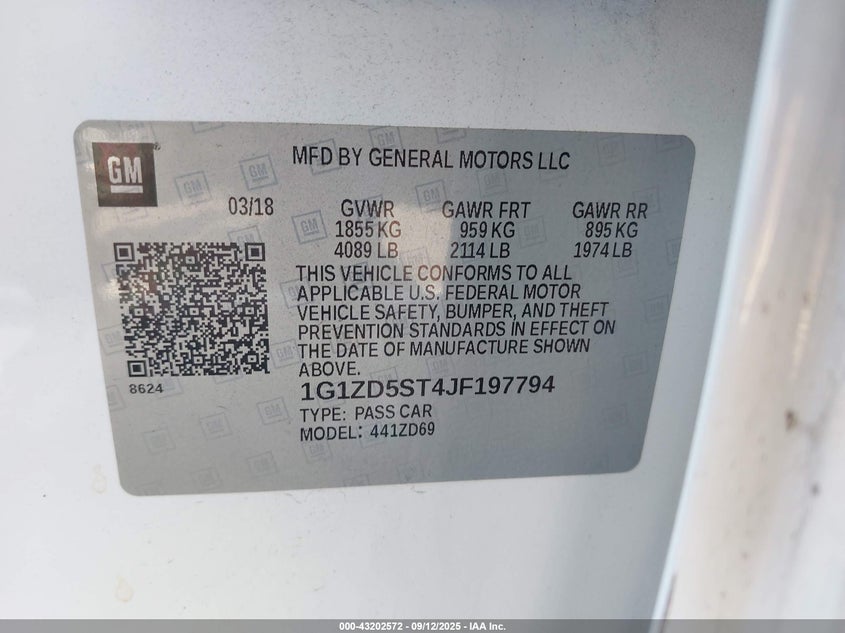 GM
MFD BY GENERAL MOTORS LLC
03/18 GVWR GAWR FRT GAWR RR
1855 KG 959 KG 895 KG
4089 LB 2114 LB 1974 LB
THIS VEHICLE CONFORMS TO ALL
APPLICABLE U.S. FEDERAL MOTOR
VEHICLE SAFETY, BUMPER, AND THEFT
PREVENTION STANDARDS IN EFFECT ON
THE DATE OF MANUFACTURE SHOWN
ABOVE.
8624
1G1ZD5ST4JF197794
TYPE: PASS CAR
MODEL: 441ZD69
000-43202572 - 09/12/2025 - IAA Inc.